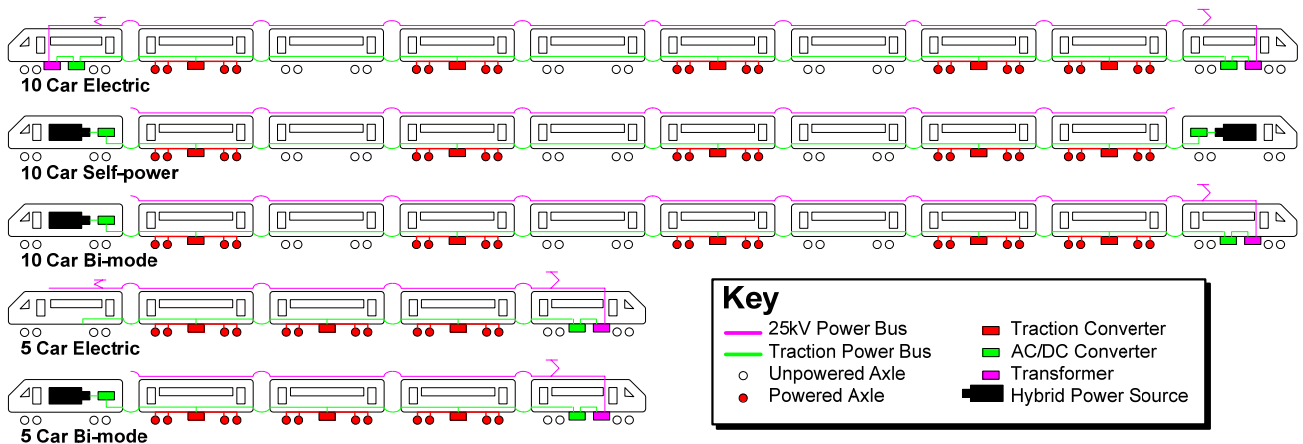 10 Car Electric
10 Car Self-power
10 Car Bi-mode
5 Car Electric
5 Car Bi-mode
Key
25kV Power Bus
Traction Power Bus
Unpowered Axle
Powered Axle
Traction Converter
AC/DC Converter
Transformer
Hybrid Power Source